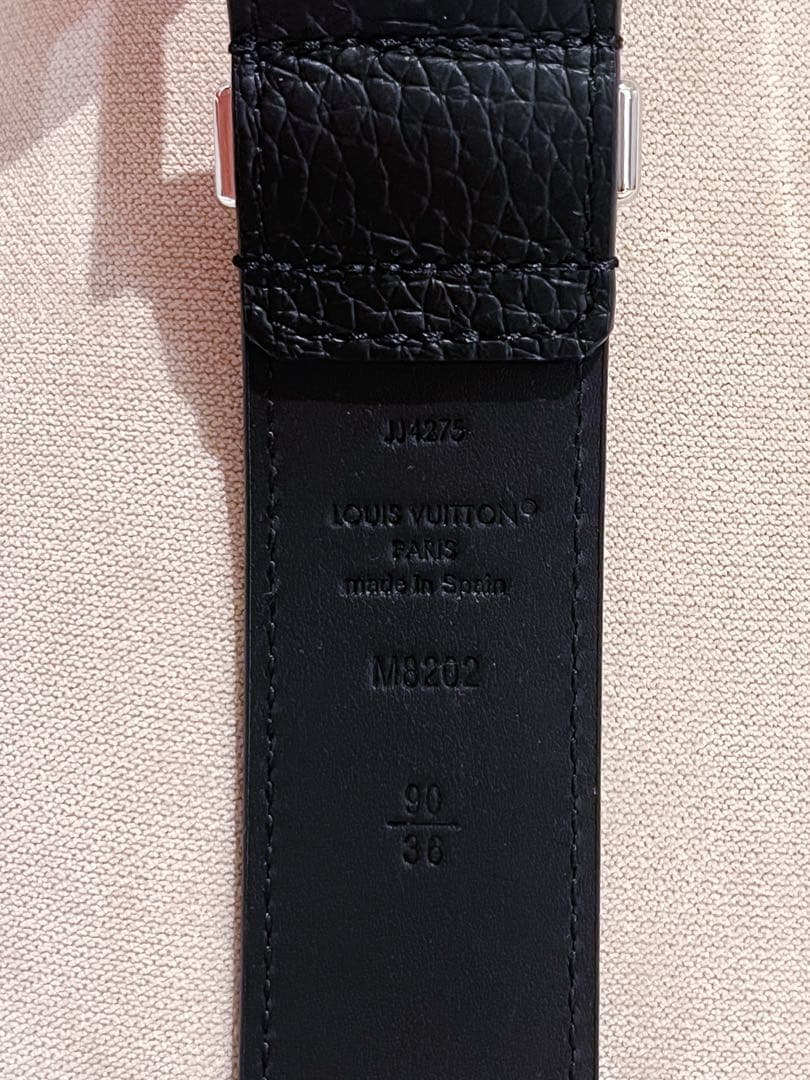 JJ4275
LOUIS VUITTON®
PARIS
made in Spain
M8202
90
36